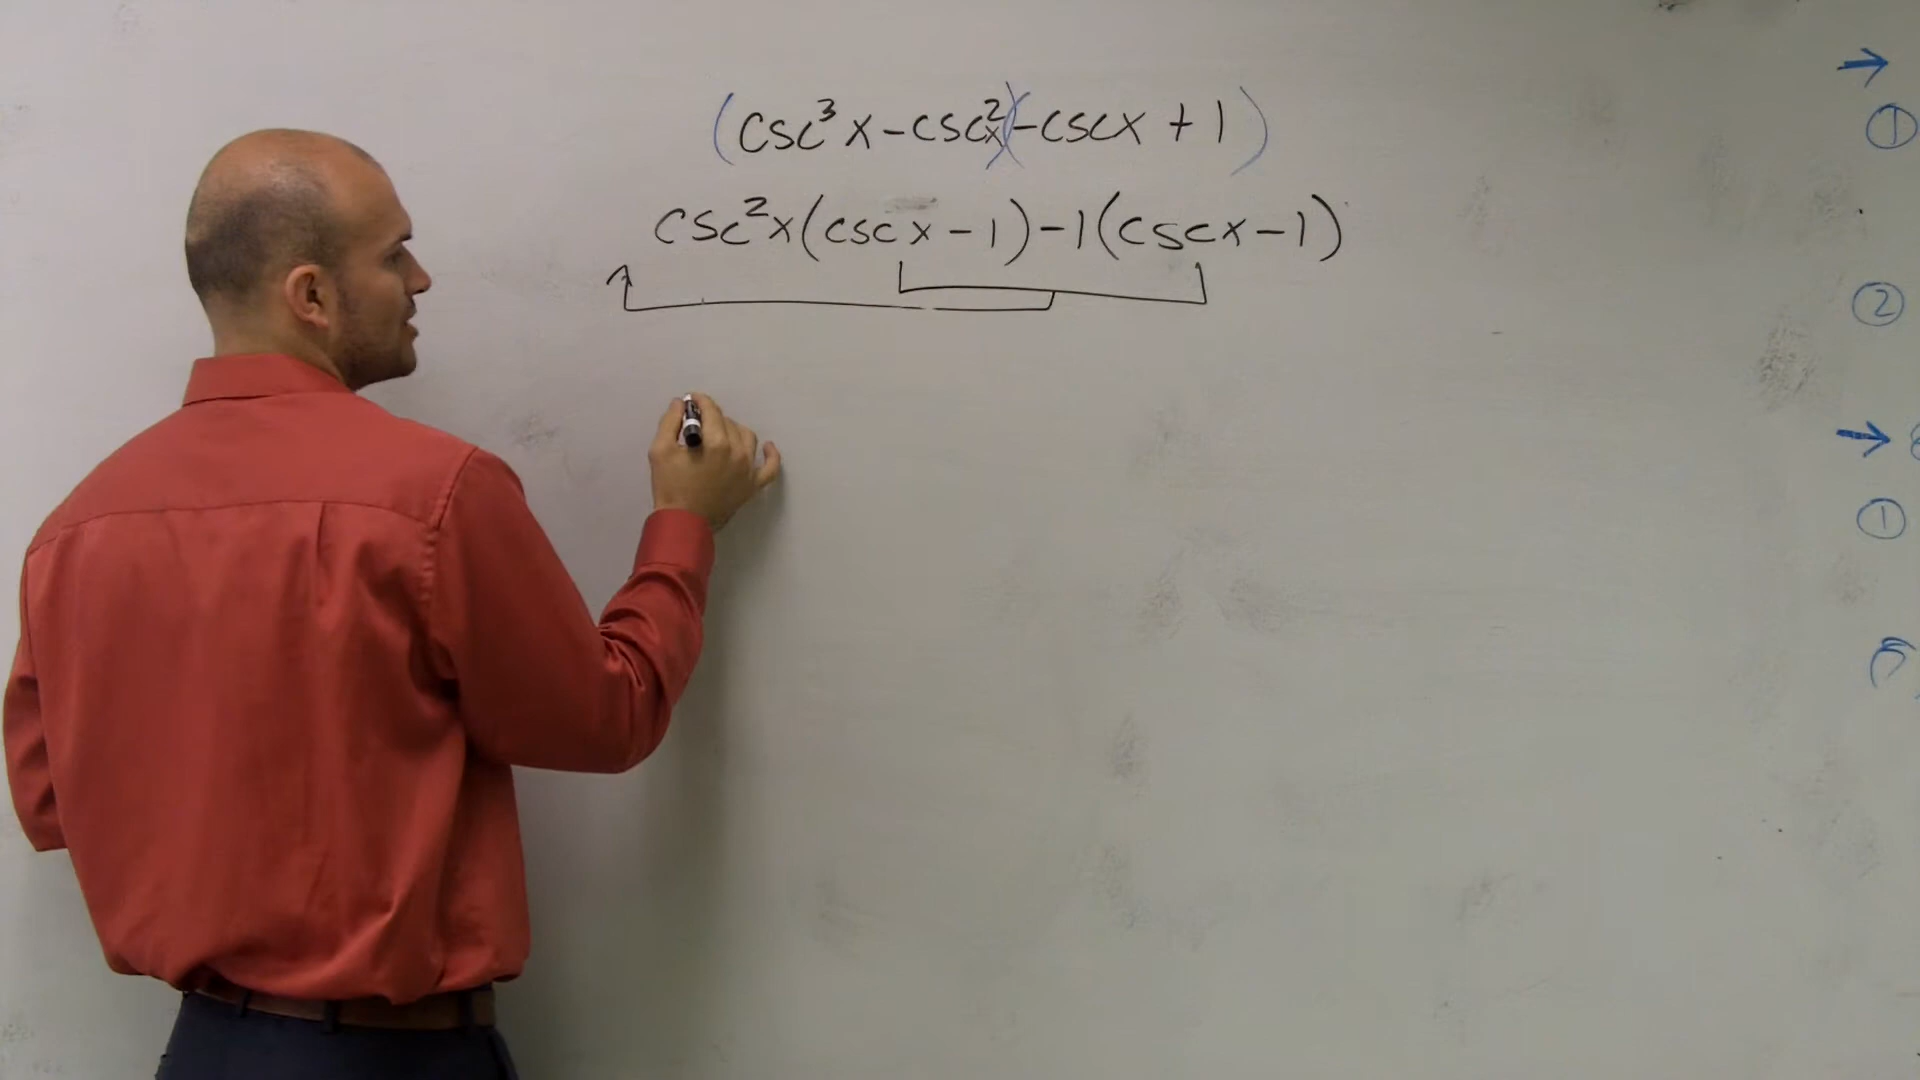 (csc³x-csc²x)(-cscx+1)
csc²x(cscx-1)-1(cscx-1)
→
①
②
→
①